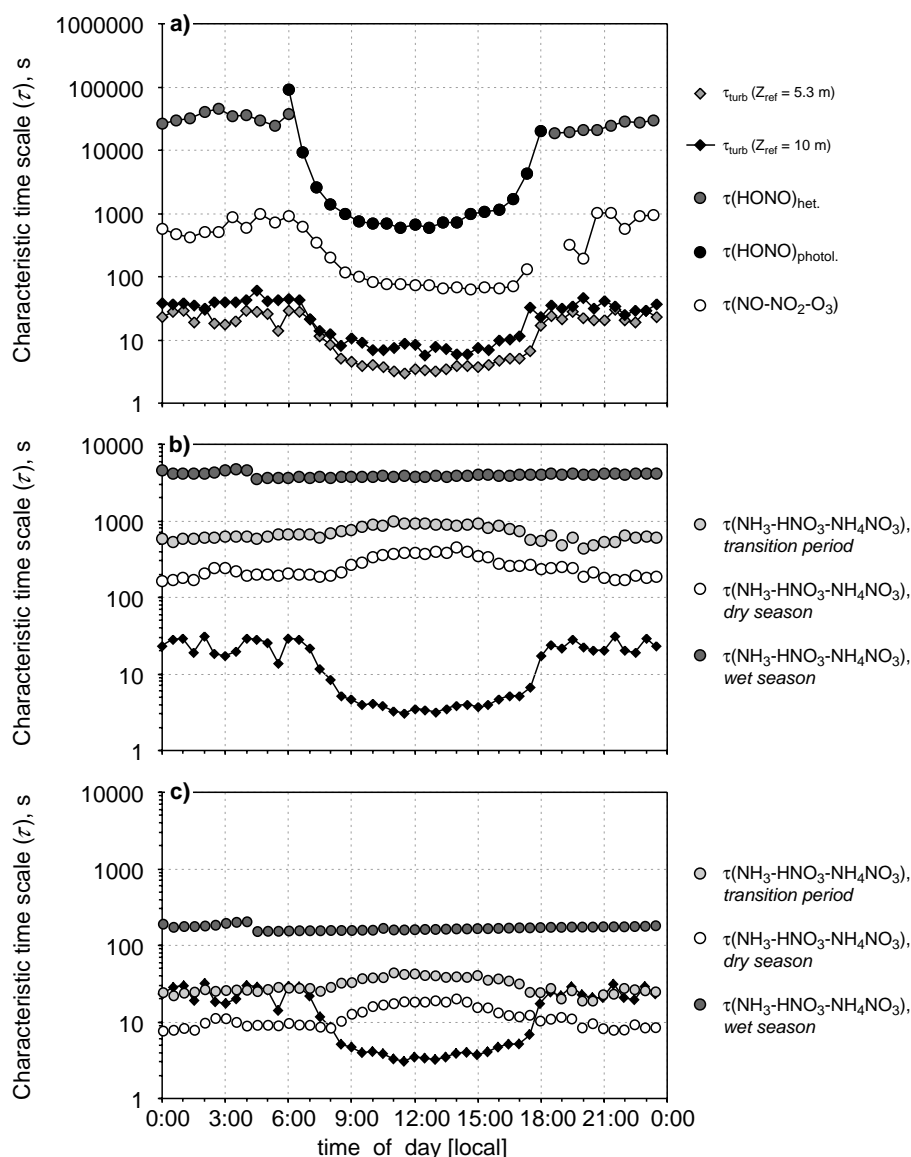 a)
Characteristic time scale (τ), s
1000000
100000
10000
1000
100
10
1
τturb (Zref = 5.3 m)
τturb (Zref = 10 m)
τ(HONO)het.
τ(HONO)photol.
τ(NO-NO2-O3)
b)
Characteristic time scale (τ), s
10000
1000
100
10
1
τ(NH3-HNO3-NH4NO3),
transition period
τ(NH3-HNO3-NH4NO3),
dry season
τ(NH3-HNO3-NH4NO3),
wet season
c)
Characteristic time scale (τ), s
10000
1000
100
10
1
τ(NH3-HNO3-NH4NO3),
transition period
τ(NH3-HNO3-NH4NO3),
dry season
τ(NH3-HNO3-NH4NO3),
wet season
0:00 3:00 6:00 9:00 12:00 15:00 18:00 21:00 0:00
time of day [local]